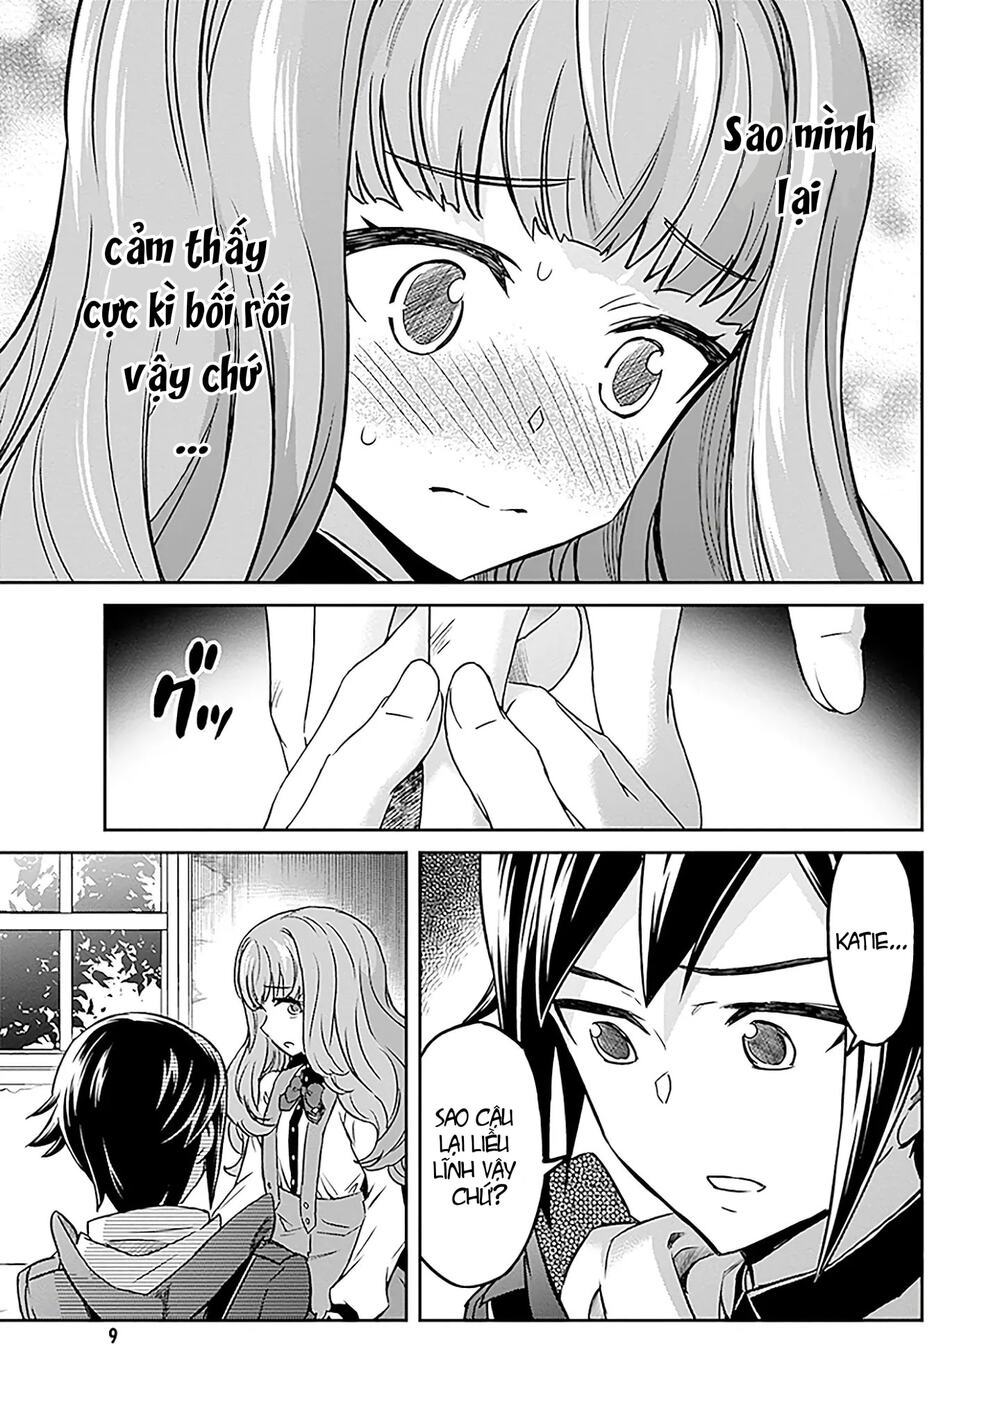 Sao mình
lại
cảm thấy
cực kì bối rối
vậy chứ
...
グッ
KATIE...
SAO CẬU
LẠI LIỀU
LĨNH VẬY
CHỨ?
9